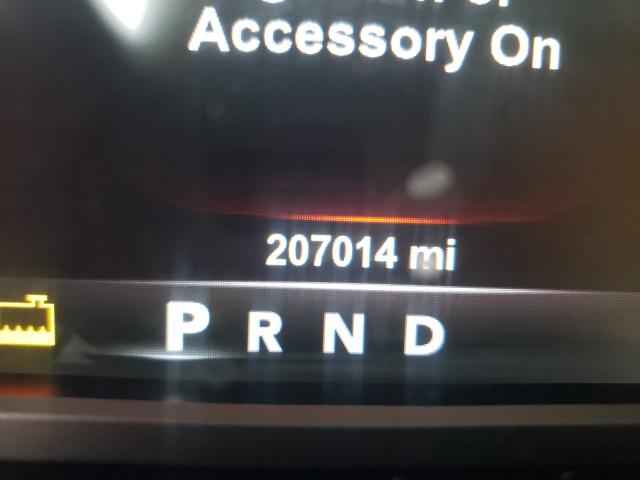 Accessory On
207014 mi
P R N D